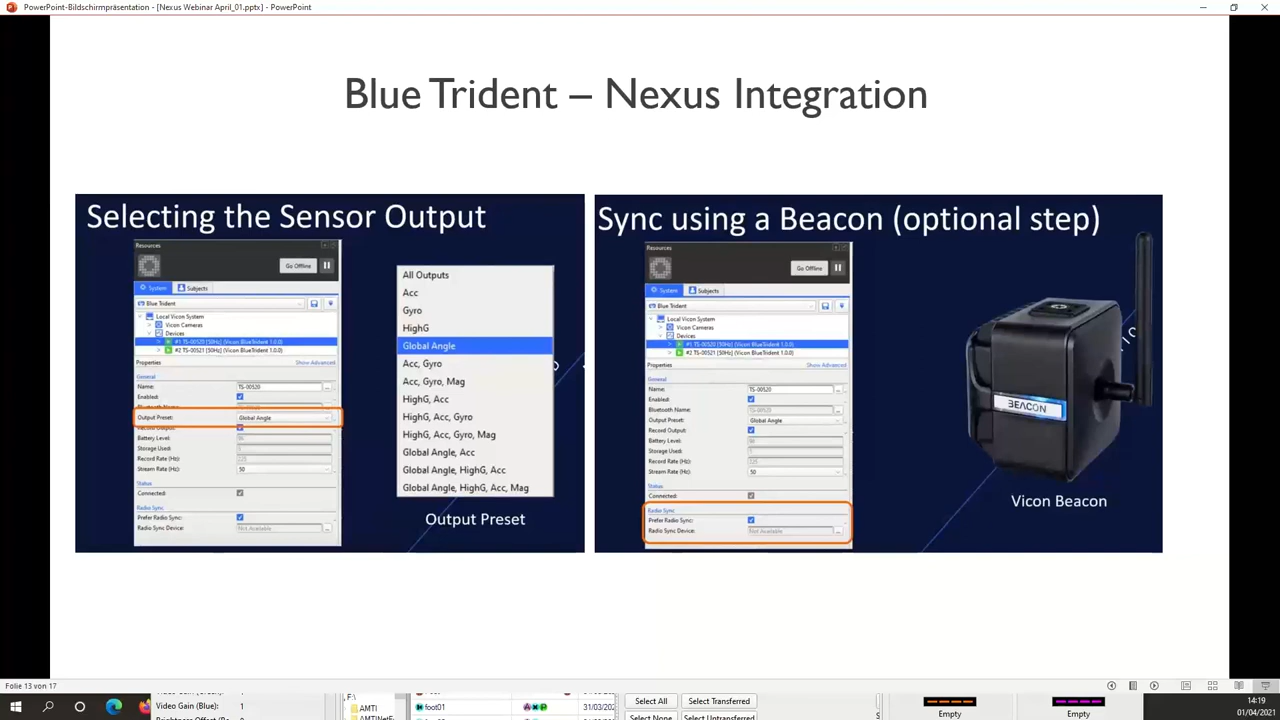 PowerPoint-Bildschirmpräsentation - [Nexus Webinar April_01.pptx] - PowerPoint
Blue Trident – Nexus Integration
Selecting the Sensor Output
Resources
Go Offline
System
Subjects
Blue Trident
Local Vicon System
Vicon Cameras
Devices
#1 TS-00520 [50Hz] (Vicon BlueTrident 1.0.0)
#2 TS-00521 [50Hz] (Vicon BlueTrident 1.0.0)
Properties
Show Advanced
General
Name:
TS-00520
Enabled:
Output Preset:
Global Angle
Record Output:
Battery Level:
Storage Used:
Record Rate (Hz):
225
Stream Rate (Hz):
50
Status
Connected:
Radio Sync
Prefer Radio Sync:
Radio Sync Device:
Not Available
All Outputs
Acc
Gyro
HighG
Global Angle
Acc, Gyro
Acc, Gyro, Mag
HighG, Acc
HighG, Acc, Gyro
HighG, Acc, Gyro, Mag
Global Angle, Acc
Global Angle, HighG, Acc
Global Angle, HighG, Acc, Mag
Output Preset
Sync using a Beacon (optional step)
Resources
Go Offline
System
Subjects
Blue Trident
Local Vicon System
Vicon Cameras
Devices
#1 TS-00520 [50Hz] (Vicon BlueTrident 1.0.0)
#2 TS-00521 [50Hz] (Vicon BlueTrident 1.0.0)
Properties
Show Advanced
General
Name:
TS-00520
Enabled:
Bluetooth Name:
TS-00520
Output Preset:
Global Angle
Record Output:
Battery Level:
Storage Used:
Record Rate (Hz):
225
Stream Rate (Hz):
50
Status
Connected:
Radio Sync
Prefer Radio Sync:
Radio Sync Device:
Not Available
BEACON
Vicon Beacon
Folie 13 von 17
Video Gain (Blue):
1
AMTI
foot01
31/03/202
Select All
Select Transferred
Empty
Empty
14:19
01/04/2021